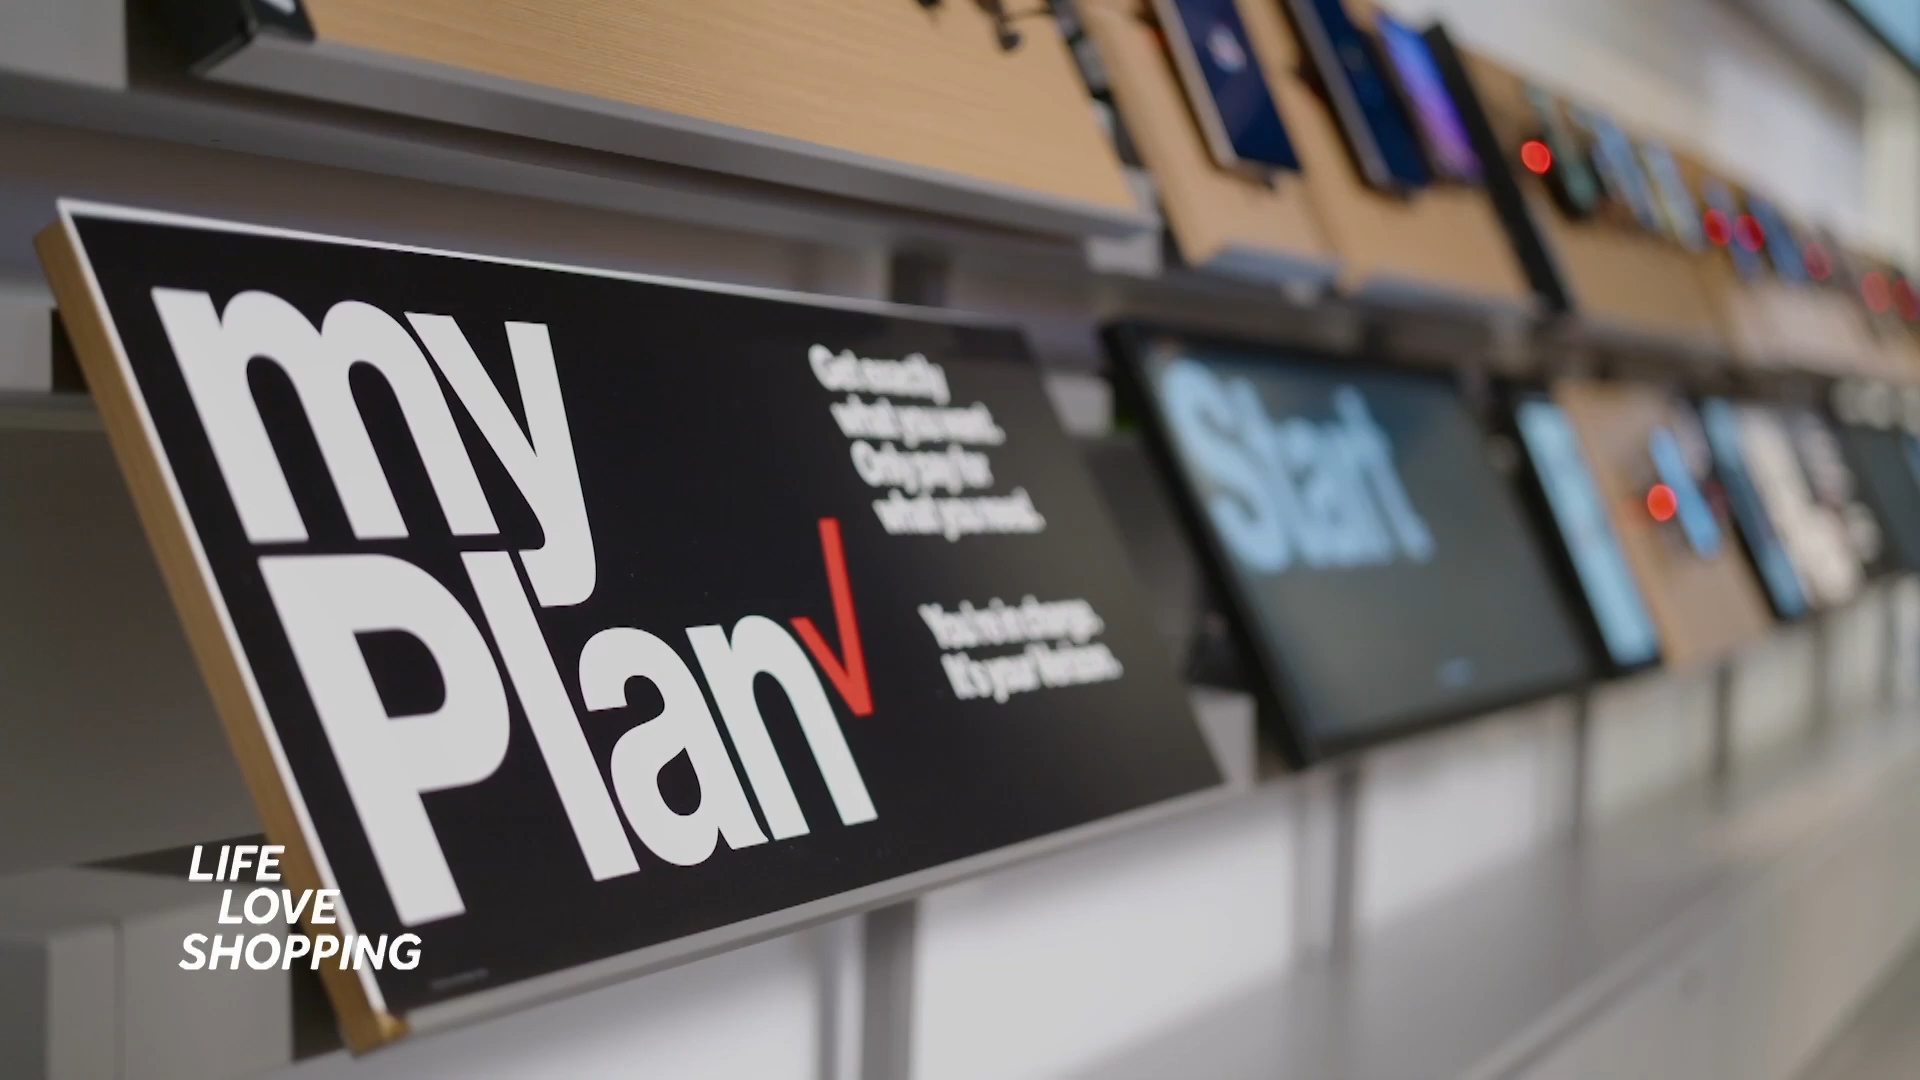 my
Plan
Get exactly
what you want.
Only pay for
what you need.
You're in charge.
It's your Verizon.
Start
LIFE
LOVE
SHOPPING